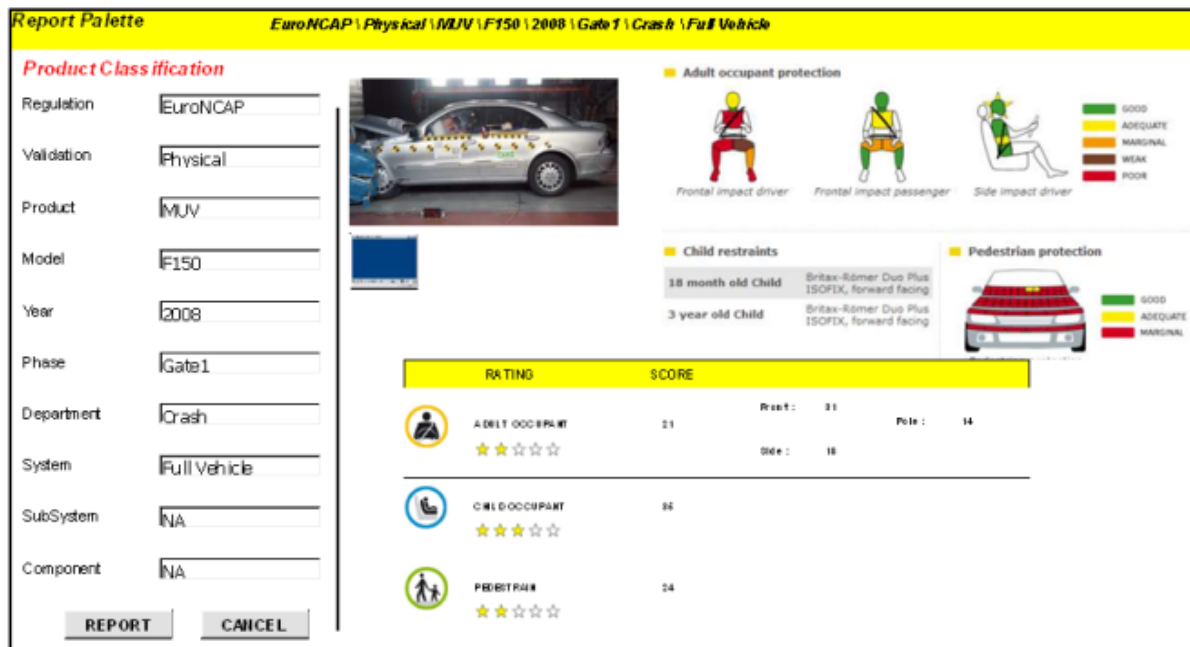 Report Palette
EuroNCAP \ Physical \ MUV \ F150 \ 2008 \ Gate1 \ Crash \ Full Vehicle
Product Classification
Regulation EuroNCAP
Validation Physical
Product MUV
Model F150
Year 2008
Phase Gate1
Department Crash
System Full Vehicle
SubSystem NA
Component NA
REPORT CANCEL
Adult occupant protection
Frontal impact driver
Frontal impact passenger
Side impact driver
GOOD
ADEQUATE
MARGINAL
WEAK
POOR
Child restraints
18 month old Child
Britax-Römer Duo Plus
ISOFIX, forward facing
3 year old Child
Britax-Römer Duo Plus
ISOFIX, forward facing
Pedestrian protection
GOOD
ADEQUATE
MARGINAL
RATING SCORE
ADULT OCCUPANT 21
Front : 31
Pole : 14
Side : 18
CHILD OCCUPANT 36
PEDESTRAIN 24